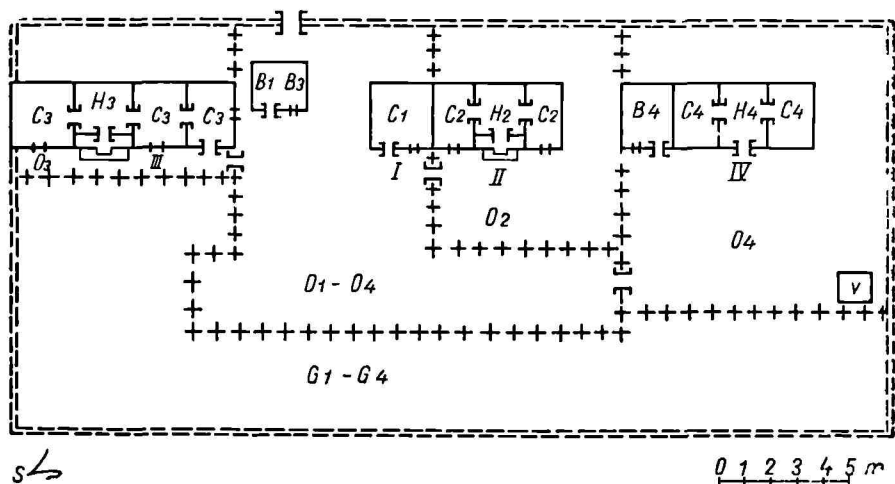 B1 B3
C3 H3 C3 C3 C1 C2 H2 C2 B4 C4 H4 C4
O3 III I II IV
O2 O4
V
O1-O4
G1-G4
S 0 1 2 3 4 5 m